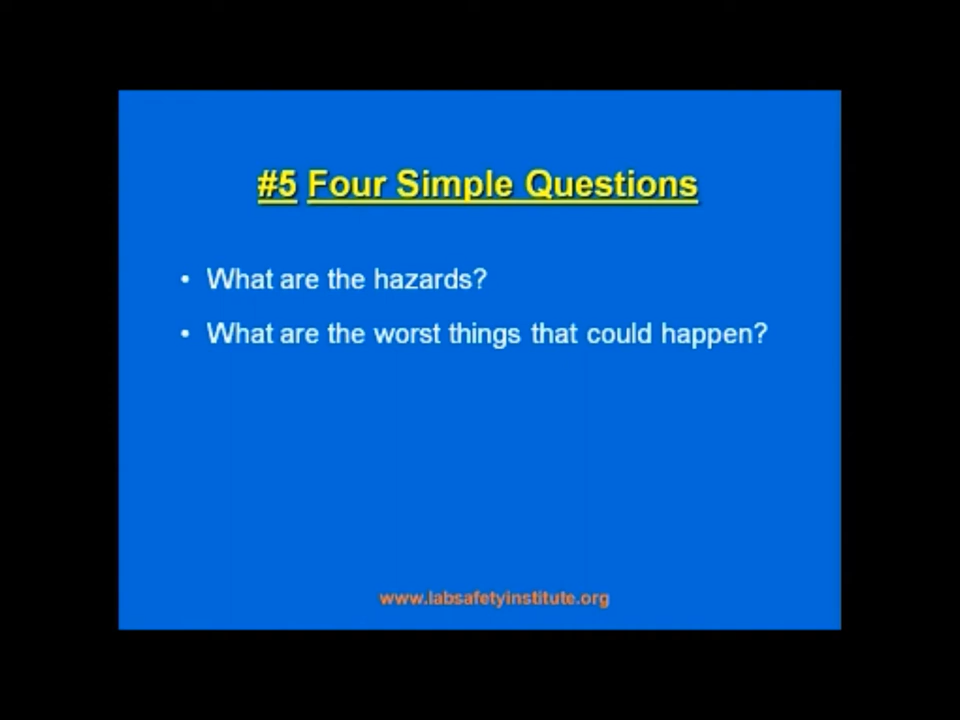 #5 Four Simple Questions
• What are the hazards?
• What are the worst things that could happen?
www.labsafetyinstitute.org